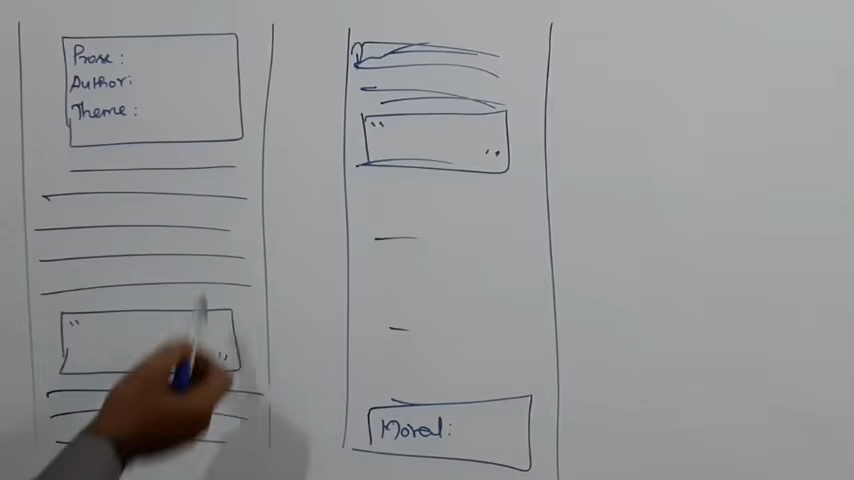 Prose :
Author:
Theme :
" "
" "
Moral: